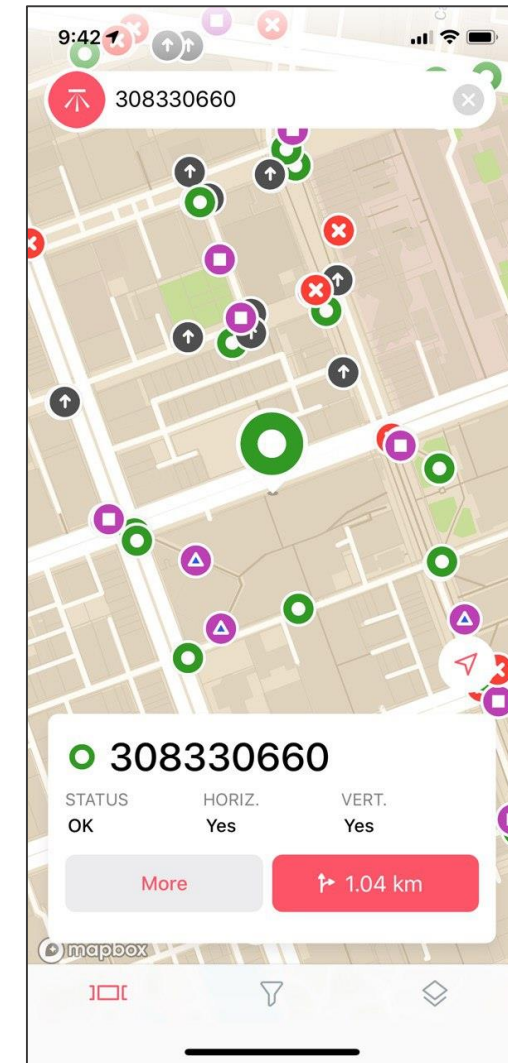 9:42
308330660
308330660
STATUS HORIZ. VERT.
OK Yes Yes
More 1.04 km
mapbox